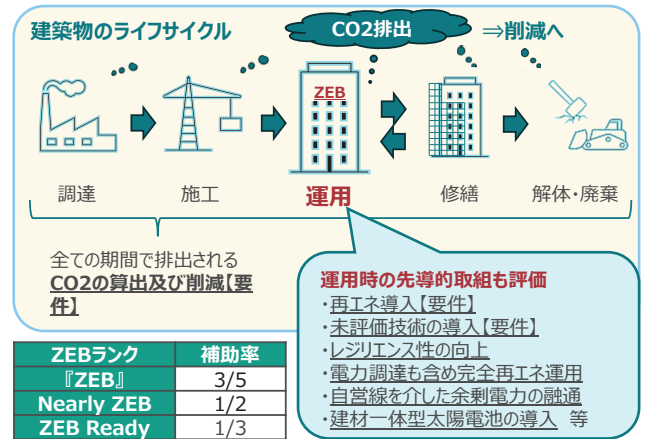 建築物のライフサイクル
CO2排出
⇒削減へ
ZEB
調達
施工
運用
修繕
解体・廃棄
全ての期間で排出される
CO2の算出及び削減【要
件】
運用時の先導的取組も評価
・再エネ導入【要件】
・未評価技術の導入【要件】
・レジリエンス性の向上
・電力調達も含め完全再エネ運用
・自営線を介した余剰電力の融通
・建材一体型太陽電池の導入 等
ZEBランク 補助率
『ZEB』 3/5
Nearly ZEB 1/2
ZEB Ready 1/3